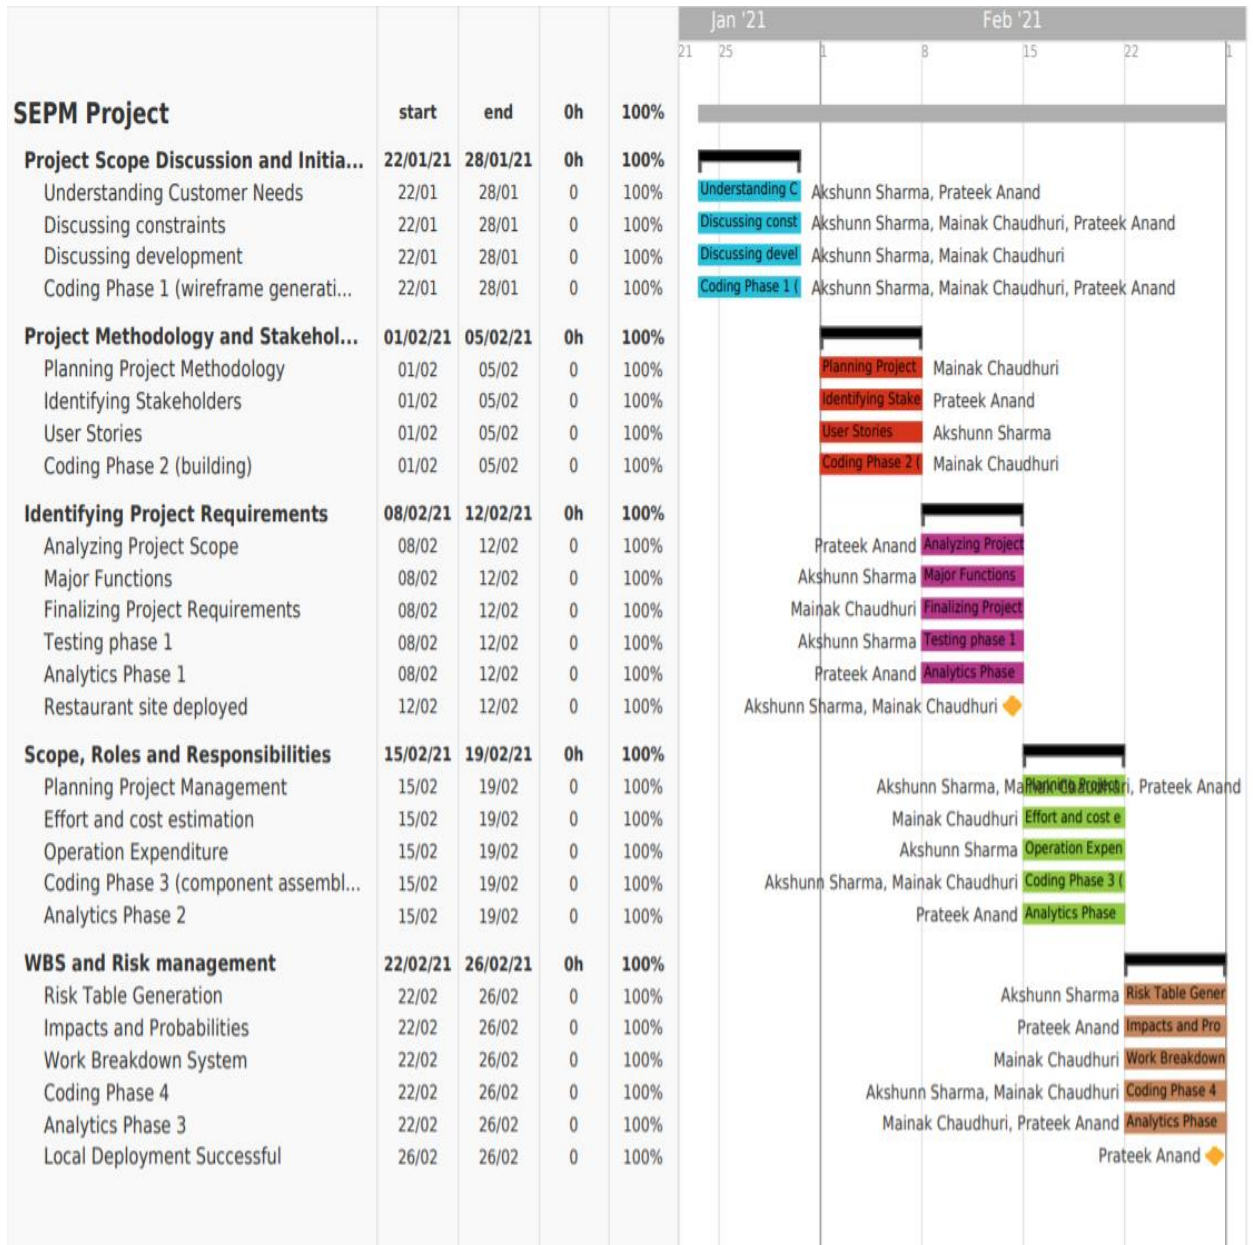 Jan '21 Feb '21
21 25 1 8 15 22 1
SEPM Project start end 0h 100%
Project Scope Discussion and Initia... 22/01/21 28/01/21 0h 100%
Understanding Customer Needs 22/01 28/01 0 100% Understanding C Akshunn Sharma, Prateek Anand
Discussing constraints 22/01 28/01 0 100% Discussing const Akshunn Sharma, Mainak Chaudhuri, Prateek Anand
Discussing development 22/01 28/01 0 100% Discussing devel Akshunn Sharma, Mainak Chaudhuri
Coding Phase 1 (wireframe generati... 22/01 28/01 0 100% Coding Phase 1 ( Akshunn Sharma, Mainak Chaudhuri, Prateek Anand
Project Methodology and Stakehol... 01/02/21 05/02/21 0h 100%
Planning Project Methodology 01/02 05/02 0 100% Planning Project Mainak Chaudhuri
Identifying Stakeholders 01/02 05/02 0 100% Identifying Stake Prateek Anand
User Stories 01/02 05/02 0 100% User Stories Akshunn Sharma
Coding Phase 2 (building) 01/02 05/02 0 100% Coding Phase 2 ( Mainak Chaudhuri
Identifying Project Requirements 08/02/21 12/02/21 0h 100%
Analyzing Project Scope 08/02 12/02 0 100% Prateek Anand Analyzing Project
Major Functions 08/02 12/02 0 100% Akshunn Sharma Major Functions
Finalizing Project Requirements 08/02 12/02 0 100% Mainak Chaudhuri Finalizing Project
Testing phase 1 08/02 12/02 0 100% Akshunn Sharma Testing phase 1
Analytics Phase 1 08/02 12/02 0 100% Prateek Anand Analytics Phase
Restaurant site deployed 12/02 12/02 0 100% Akshunn Sharma, Mainak Chaudhuri
Scope, Roles and Responsibilities 15/02/21 19/02/21 0h 100%
Planning Project Management 15/02 19/02 0 100% Akshunn Sharma, Mainak Chaudhuri, Prateek Anand Planning Project
Effort and cost estimation 15/02 19/02 0 100% Mainak Chaudhuri Effort and cost e
Operation Expenditure 15/02 19/02 0 100% Akshunn Sharma Operation Expen
Coding Phase 3 (component assembl... 15/02 19/02 0 100% Akshunn Sharma, Mainak Chaudhuri Coding Phase 3 (
Analytics Phase 2 15/02 19/02 0 100% Prateek Anand Analytics Phase
WBS and Risk management 22/02/21 26/02/21 0h 100%
Risk Table Generation 22/02 26/02 0 100% Akshunn Sharma Risk Table Gener
Impacts and Probabilities 22/02 26/02 0 100% Prateek Anand Impacts and Pro
Work Breakdown System 22/02 26/02 0 100% Mainak Chaudhuri Work Breakdown
Coding Phase 4 22/02 26/02 0 100% Akshunn Sharma, Mainak Chaudhuri Coding Phase 4
Analytics Phase 3 22/02 26/02 0 100% Mainak Chaudhuri, Prateek Anand Analytics Phase
Local Deployment Successful 26/02 26/02 0 100% Prateek Anand